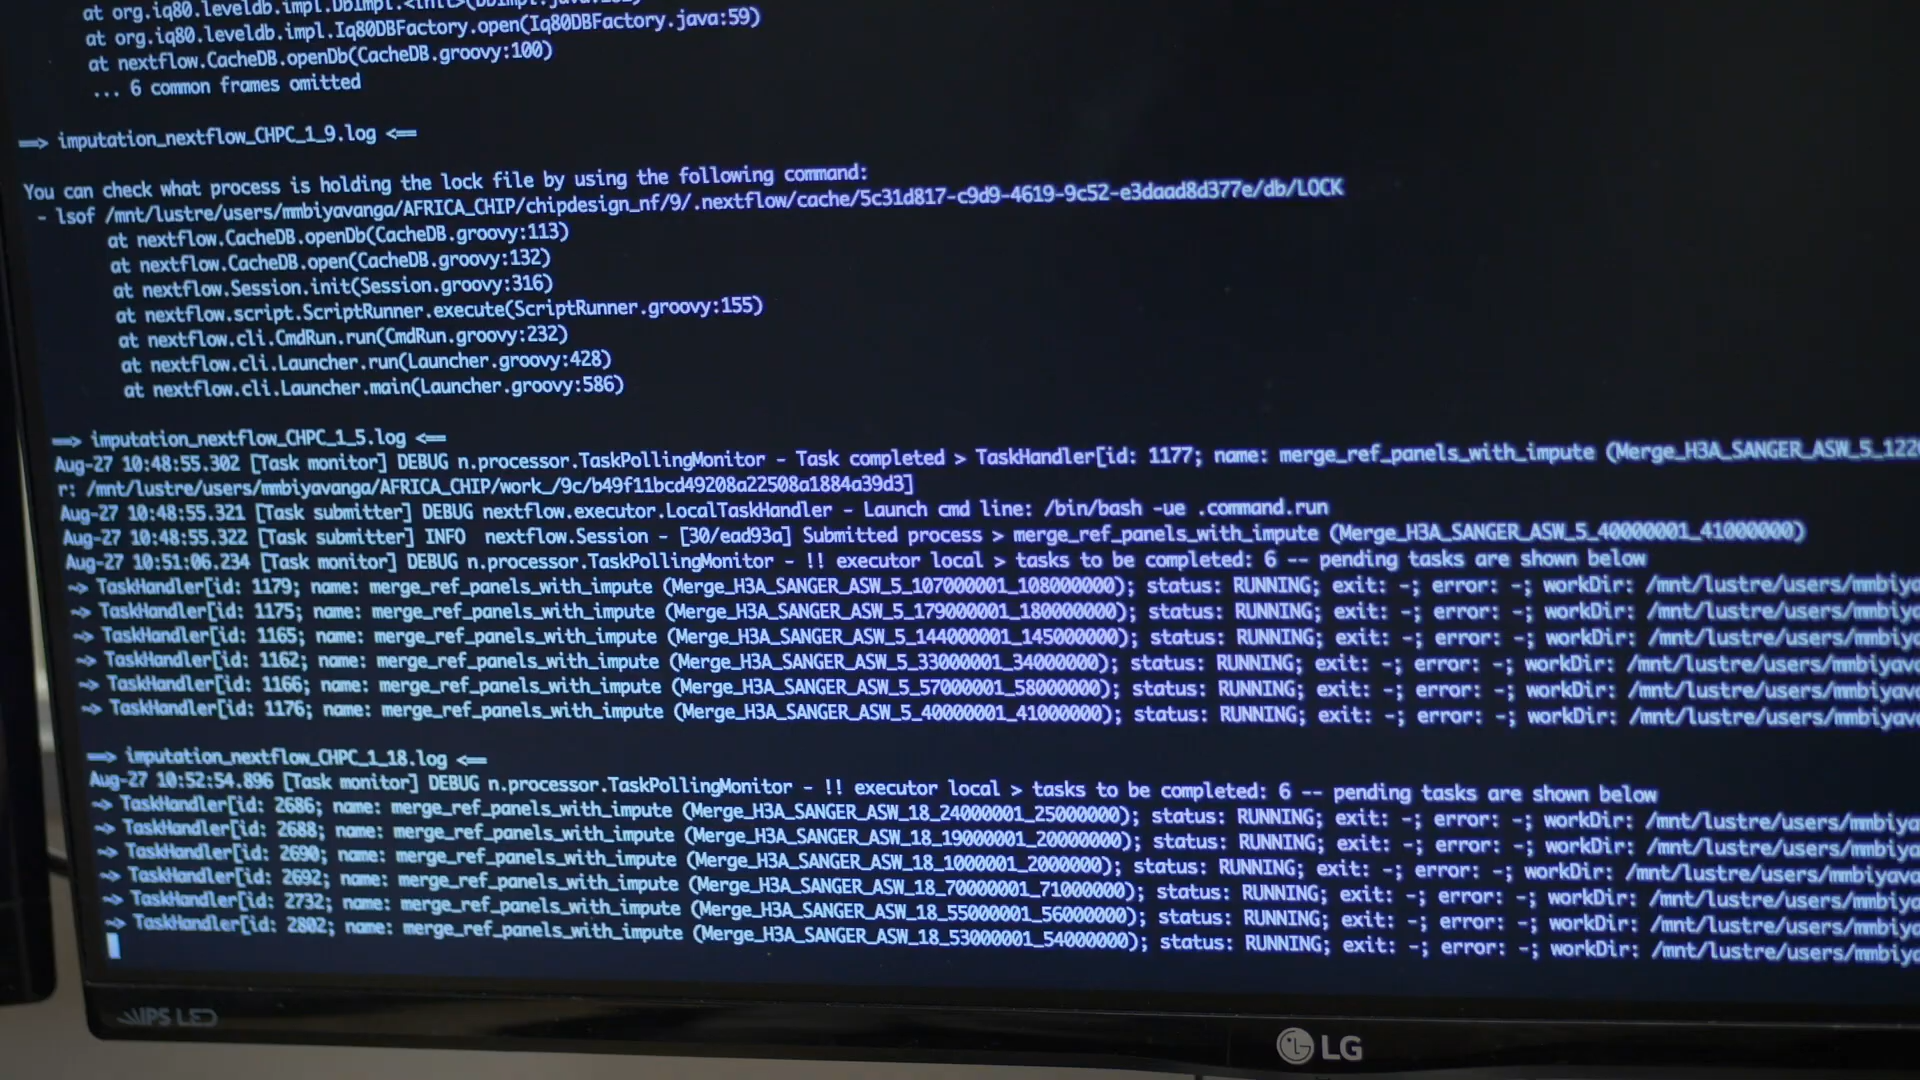 at org.iq80.leveldb.impl.DbImpl.<init>(DbImpl.java:
at org.iq80.leveldb.impl.Iq80DBFactory.open(Iq80DBFactory.java:59)
at nextflow.CacheDB.openDb(CacheDB.groovy:100)
... 6 common frames omitted
==> imputation_nextflow_CHPC_1_9.log <==
You can check what process is holding the lock file by using the following command:
- lsof /mnt/lustre/users/mmbiyavanga/AFRICA_CHIP/chipdesign_nf/9/.nextflow/cache/5c31d817-c9d9-4619-9c52-e3daad8d377e/db/LOCK
at nextflow.CacheDB.openDb(CacheDB.groovy:113)
at nextflow.CacheDB.open(CacheDB.groovy:132)
at nextflow.Session.init(Session.groovy:316)
at nextflow.script.ScriptRunner.execute(ScriptRunner.groovy:155)
at nextflow.cli.CmdRun.run(CmdRun.groovy:232)
at nextflow.cli.Launcher.run(Launcher.groovy:428)
at nextflow.cli.Launcher.main(Launcher.groovy:586)
==> imputation_nextflow_CHPC_1_5.log <==
Aug-27 10:48:55.302 [Task monitor] DEBUG n.processor.TaskPollingMonitor - Task completed > TaskHandler[id: 1177; name: merge_ref_panels_with_impute (Merge_H3A_SANGER_ASW_5_122
r: /mnt/lustre/users/mmbiyavanga/AFRICA_CHIP/work_/9c/b49f11bcd49208a22508a1884a39d3]
Aug-27 10:48:55.321 [Task submitter] DEBUG nextflow.executor.LocalTaskHandler - Launch cmd line: /bin/bash -ue .command.run
Aug-27 10:48:55.322 [Task submitter] INFO  nextflow.Session - [30/ead93a] Submitted process > merge_ref_panels_with_impute (Merge_H3A_SANGER_ASW_5_40000001_41000000)
Aug-27 10:51:06.234 [Task monitor] DEBUG n.processor.TaskPollingMonitor - !! executor local > tasks to be completed: 6 -- pending tasks are shown below
~> TaskHandler[id: 1179; name: merge_ref_panels_with_impute (Merge_H3A_SANGER_ASW_5_107000001_108000000); status: RUNNING; exit: -; error: -; workDir: /mnt/lustre/users/mmbiyava
~> TaskHandler[id: 1175; name: merge_ref_panels_with_impute (Merge_H3A_SANGER_ASW_5_179000001_180000000); status: RUNNING; exit: -; error: -; workDir: /mnt/lustre/users/mmbiyava
~> TaskHandler[id: 1165; name: merge_ref_panels_with_impute (Merge_H3A_SANGER_ASW_5_144000001_145000000); status: RUNNING; exit: -; error: -; workDir: /mnt/lustre/users/mmbiyava
~> TaskHandler[id: 1162; name: merge_ref_panels_with_impute (Merge_H3A_SANGER_ASW_5_33000001_34000000); status: RUNNING; exit: -; error: -; workDir: /mnt/lustre/users/mmbiyava
~> TaskHandler[id: 1166; name: merge_ref_panels_with_impute (Merge_H3A_SANGER_ASW_5_57000001_58000000); status: RUNNING; exit: -; error: -; workDir: /mnt/lustre/users/mmbiyava
~> TaskHandler[id: 1176; name: merge_ref_panels_with_impute (Merge_H3A_SANGER_ASW_5_40000001_41000000); status: RUNNING; exit: -; error: -; workDir: /mnt/lustre/users/mmbiyava
==> imputation_nextflow_CHPC_1_18.log <==
Aug-27 10:52:54.896 [Task monitor] DEBUG n.processor.TaskPollingMonitor - !! executor local > tasks to be completed: 6 -- pending tasks are shown below
~> TaskHandler[id: 2686; name: merge_ref_panels_with_impute (Merge_H3A_SANGER_ASW_18_24000001_25000000); status: RUNNING; exit: -; error: -; workDir: /mnt/lustre/users/mmbiya
~> TaskHandler[id: 2688; name: merge_ref_panels_with_impute (Merge_H3A_SANGER_ASW_18_19000001_20000000); status: RUNNING; exit: -; error: -; workDir: /mnt/lustre/users/mmbiya
~> TaskHandler[id: 2690; name: merge_ref_panels_with_impute (Merge_H3A_SANGER_ASW_18_1000001_2000000); status: RUNNING; exit: -; error: -; workDir: /mnt/lustre/users/mmbiyava
~> TaskHandler[id: 2692; name: merge_ref_panels_with_impute (Merge_H3A_SANGER_ASW_18_70000001_71000000); status: RUNNING; exit: -; error: -; workDir: /mnt/lustre/users/mmbiya
~> TaskHandler[id: 2732; name: merge_ref_panels_with_impute (Merge_H3A_SANGER_ASW_18_55000001_56000000); status: RUNNING; exit: -; error: -; workDir: /mnt/lustre/users/mmbiya
~> TaskHandler[id: 2802; name: merge_ref_panels_with_impute (Merge_H3A_SANGER_ASW_18_53000001_54000000); status: RUNNING; exit: -; error: -; workDir: /mnt/lustre/users/mmbiya
IPS LED
LG